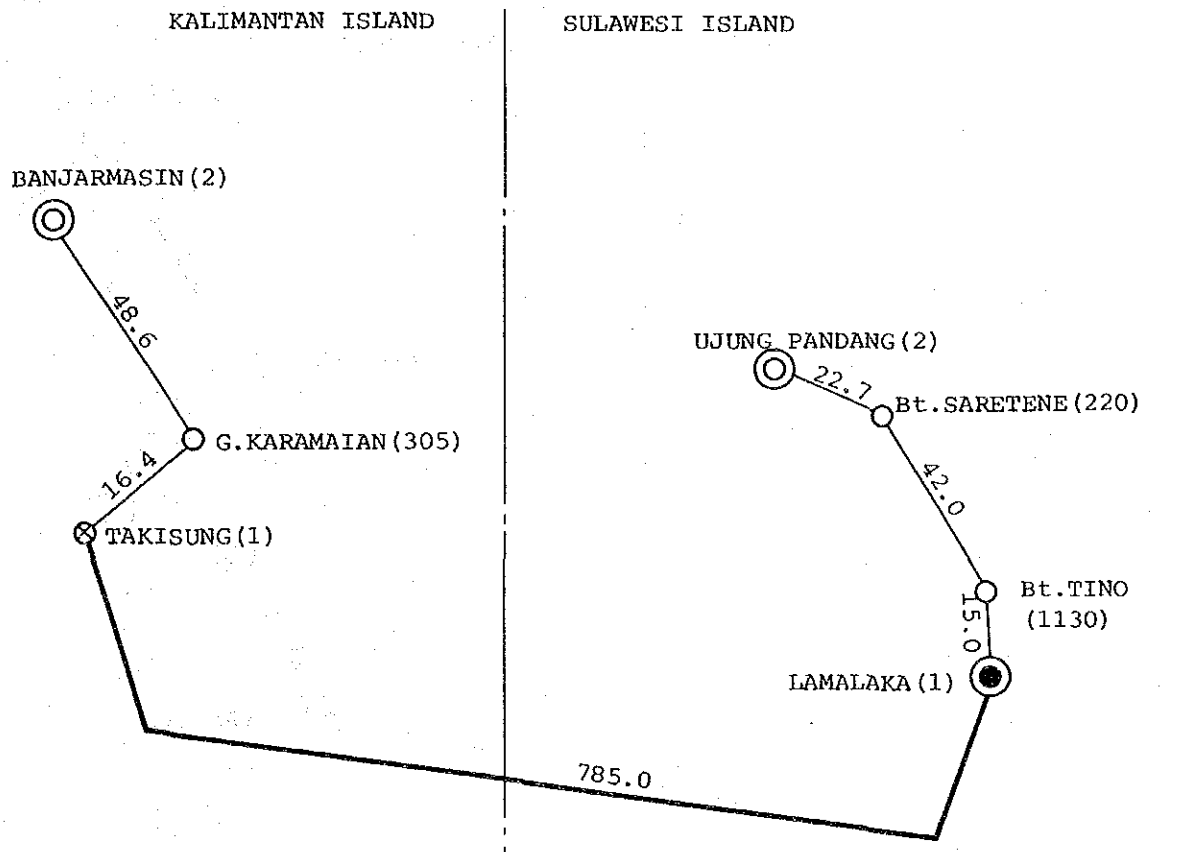 KALIMANTAN ISLAND
SULAWESI ISLAND
BANJARMASIN(2)
48.6
UJUNG PANDANG(2)
22.7
Bt.SARETENE(220)
G.KARAMAIAN(305)
16.4
42.0
TAKISUNG(1)
Bt.TINO
(1130)
15.0
LAMALAKA(1)
785.0